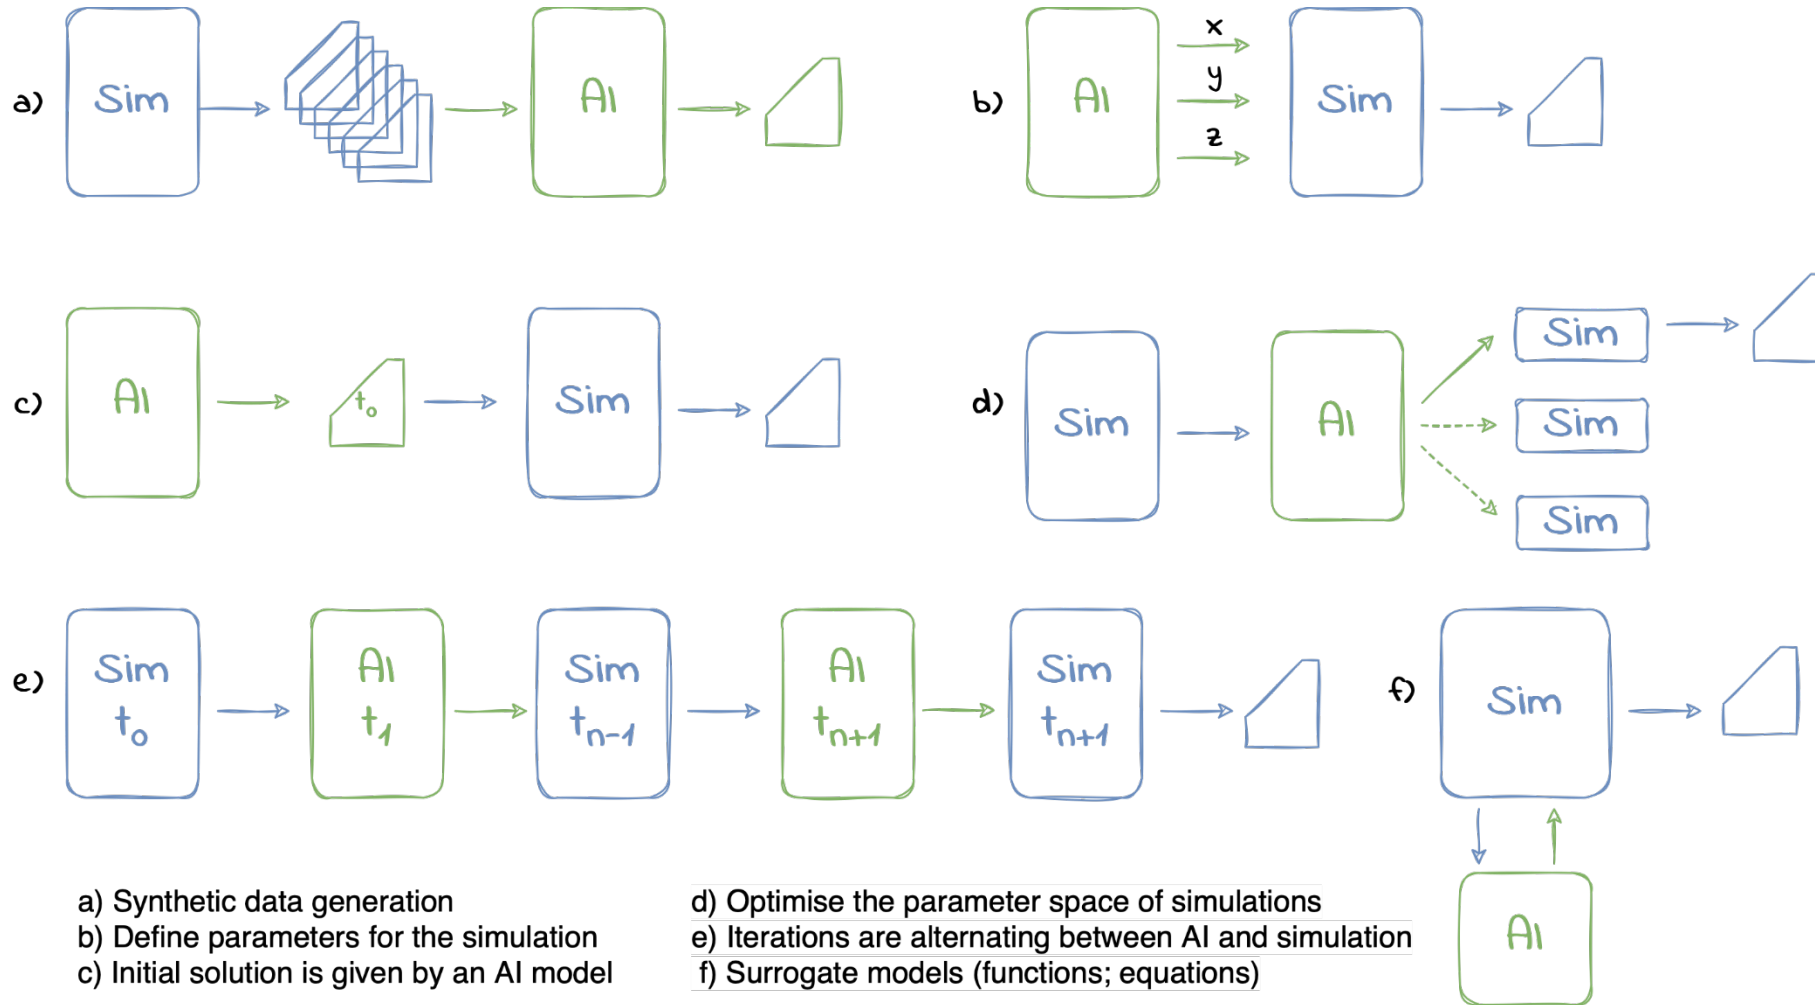 a) Sim AI
b) AI x y z Sim
c) AI t₀ Sim
d) Sim AI Sim
Sim
Sim
e) Sim t₀ AI t₁ Sim tₙ₋₁ AI tₙ₊₁ Sim tₙ₊₁
f) Sim
AI
a) Synthetic data generation
b) Define parameters for the simulation
c) Initial solution is given by an AI model
d) Optimise the parameter space of simulations
e) Iterations are alternating between AI and simulation
f) Surrogate models (functions; equations)